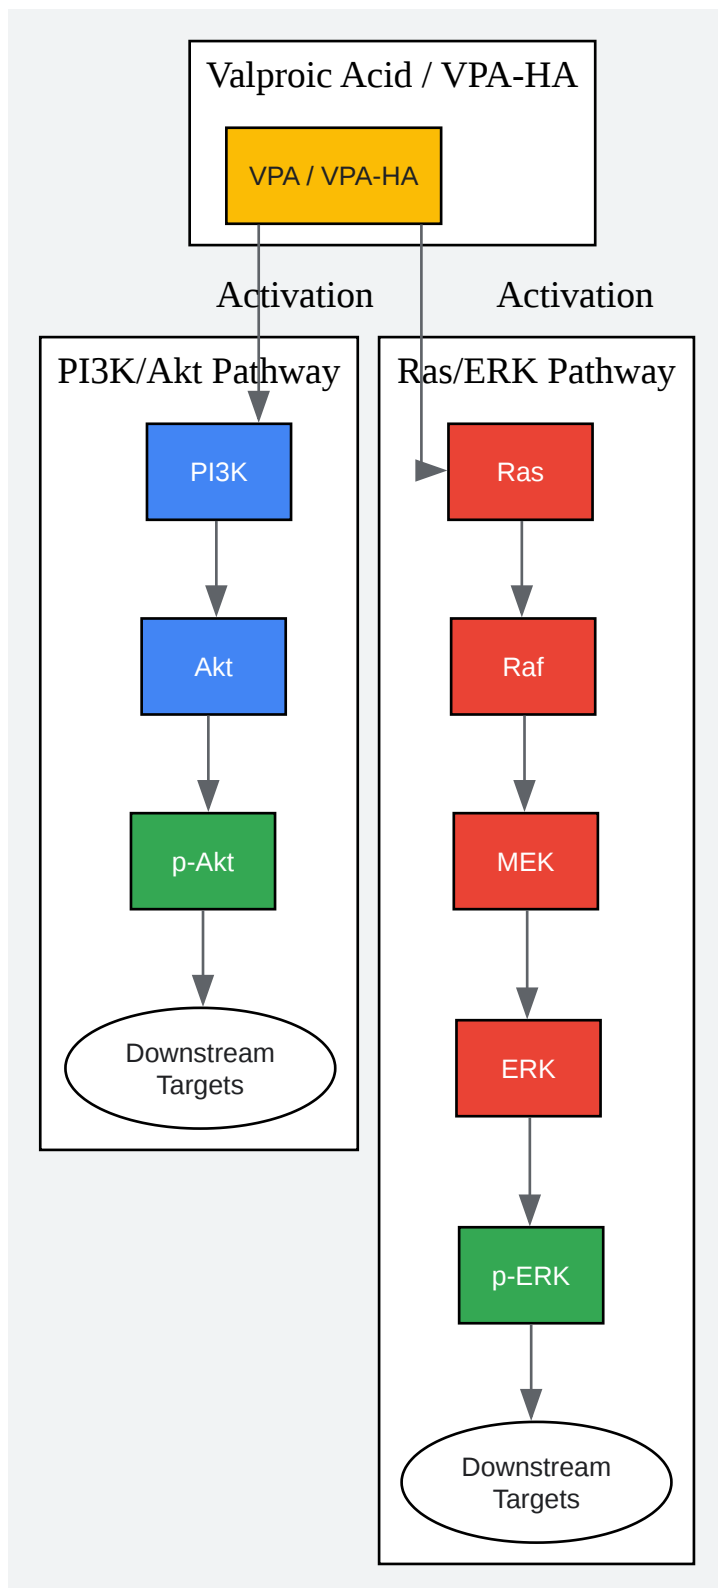 Valproic Acid / VPA-HA
VPA / VPA-HA
Activation
Activation
PI3K/Akt Pathway
PI3K
Akt
p-Akt
Downstream
Targets
Ras/ERK Pathway
Ras
Raf
MEK
ERK
p-ERK
Downstream
Targets